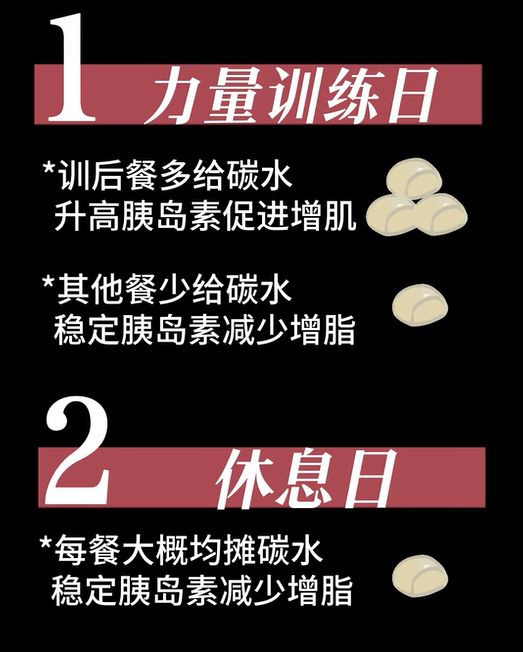 1 力量训练日
*训后餐多给碳水
升高胰岛素促进增肌
*其他餐少给碳水
稳定胰岛素减少增脂
2 休息日
*每餐大概均摊碳水
稳定胰岛素减少增脂